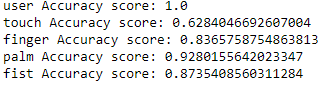 user Accuracy score: 1.0
touch Accuracy score: 0.6284046692607004
finger Accuracy score: 0.8365758754863813
palm Accuracy score: 0.9280155642023347
fist Accuracy score: 0.8735408560311284